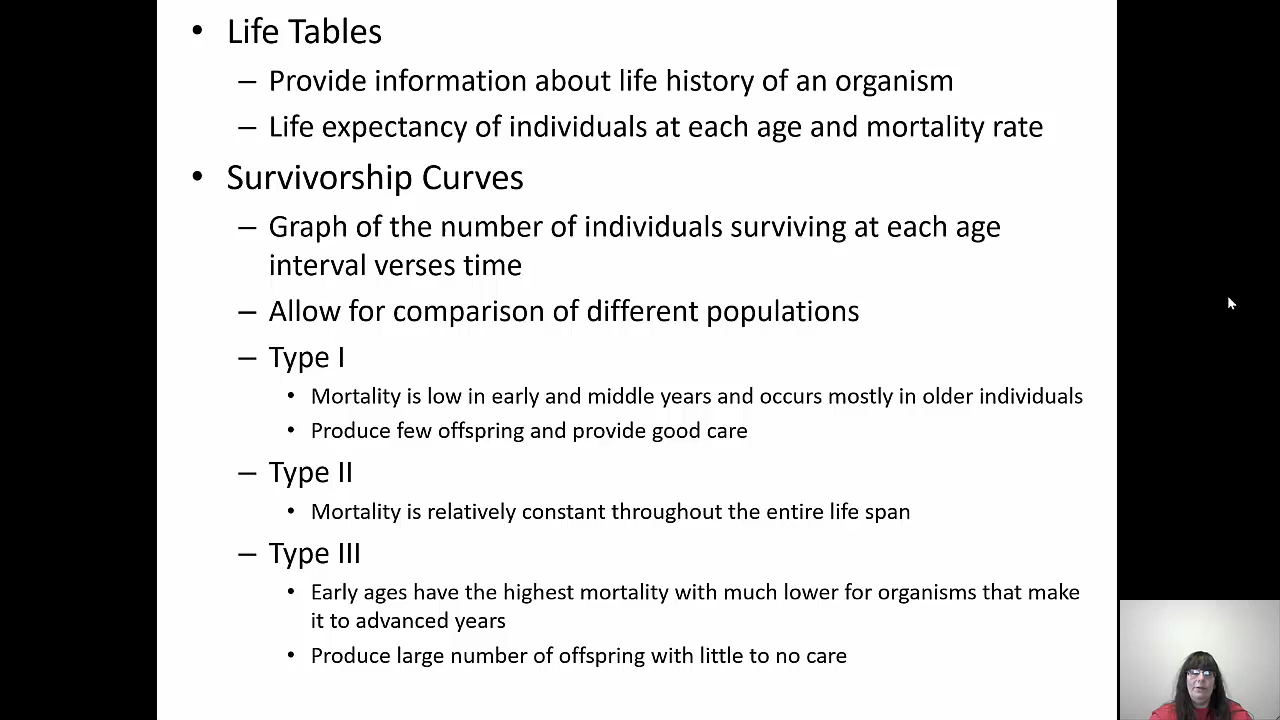 • Life Tables
– Provide information about life history of an organism
– Life expectancy of individuals at each age and mortality rate
• Survivorship Curves
– Graph of the number of individuals surviving at each age
interval verses time
– Allow for comparison of different populations
– Type I
• Mortality is low in early and middle years and occurs mostly in older individuals
• Produce few offspring and provide good care
– Type II
• Mortality is relatively constant throughout the entire life span
– Type III
• Early ages have the highest mortality with much lower for organisms that make
it to advanced years
• Produce large number of offspring with little to no care